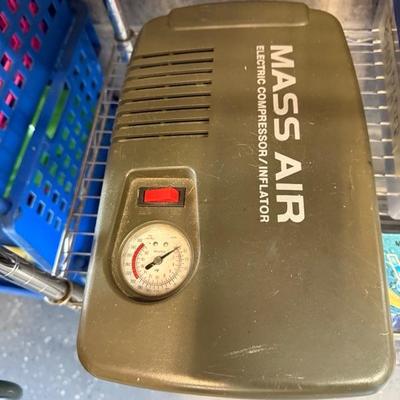 MASS AIR
ELECTRIC COMPRESSOR/INFLATOR